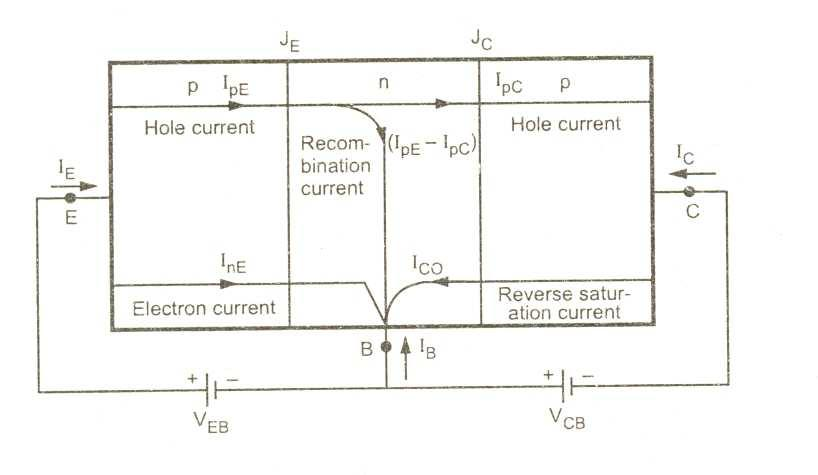 J_E
J_C
p I_pE
n
I_pC p
Hole current
Hole current
Recom-
bination
current
(I_pE − I_pC)
I_E
E
I_C
C
I_nE
I_CO
Electron current
Reverse satur-
ation current
B
I_B
+ −
V_EB
+ −
V_CB